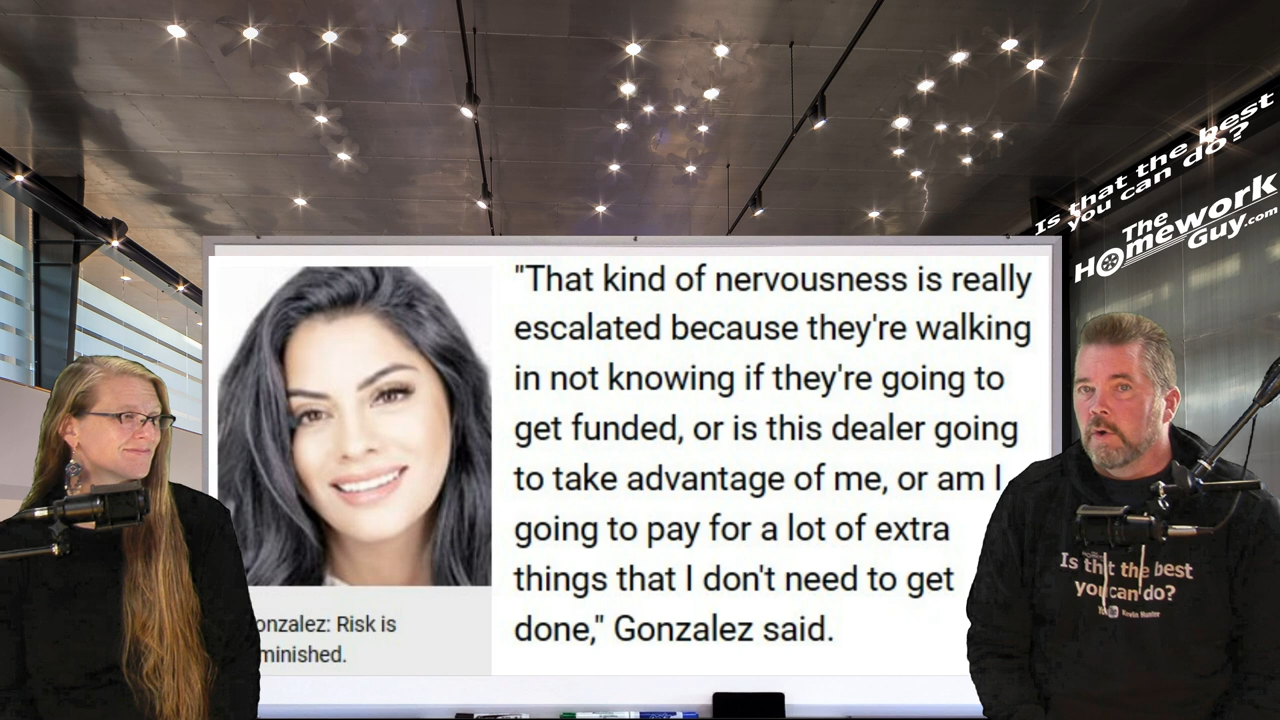 Is that the best
you can do?
The
Homework
Guy.com
"That kind of nervousness is really
escalated because they're walking
in not knowing if they're going to
get funded, or is this dealer going
to take advantage of me, or am I
going to pay for a lot of extra
things that I don't need to get
done," Gonzalez said.
onzalez: Risk is
minished.
Is that the best
you can do?
Kevin Hunter